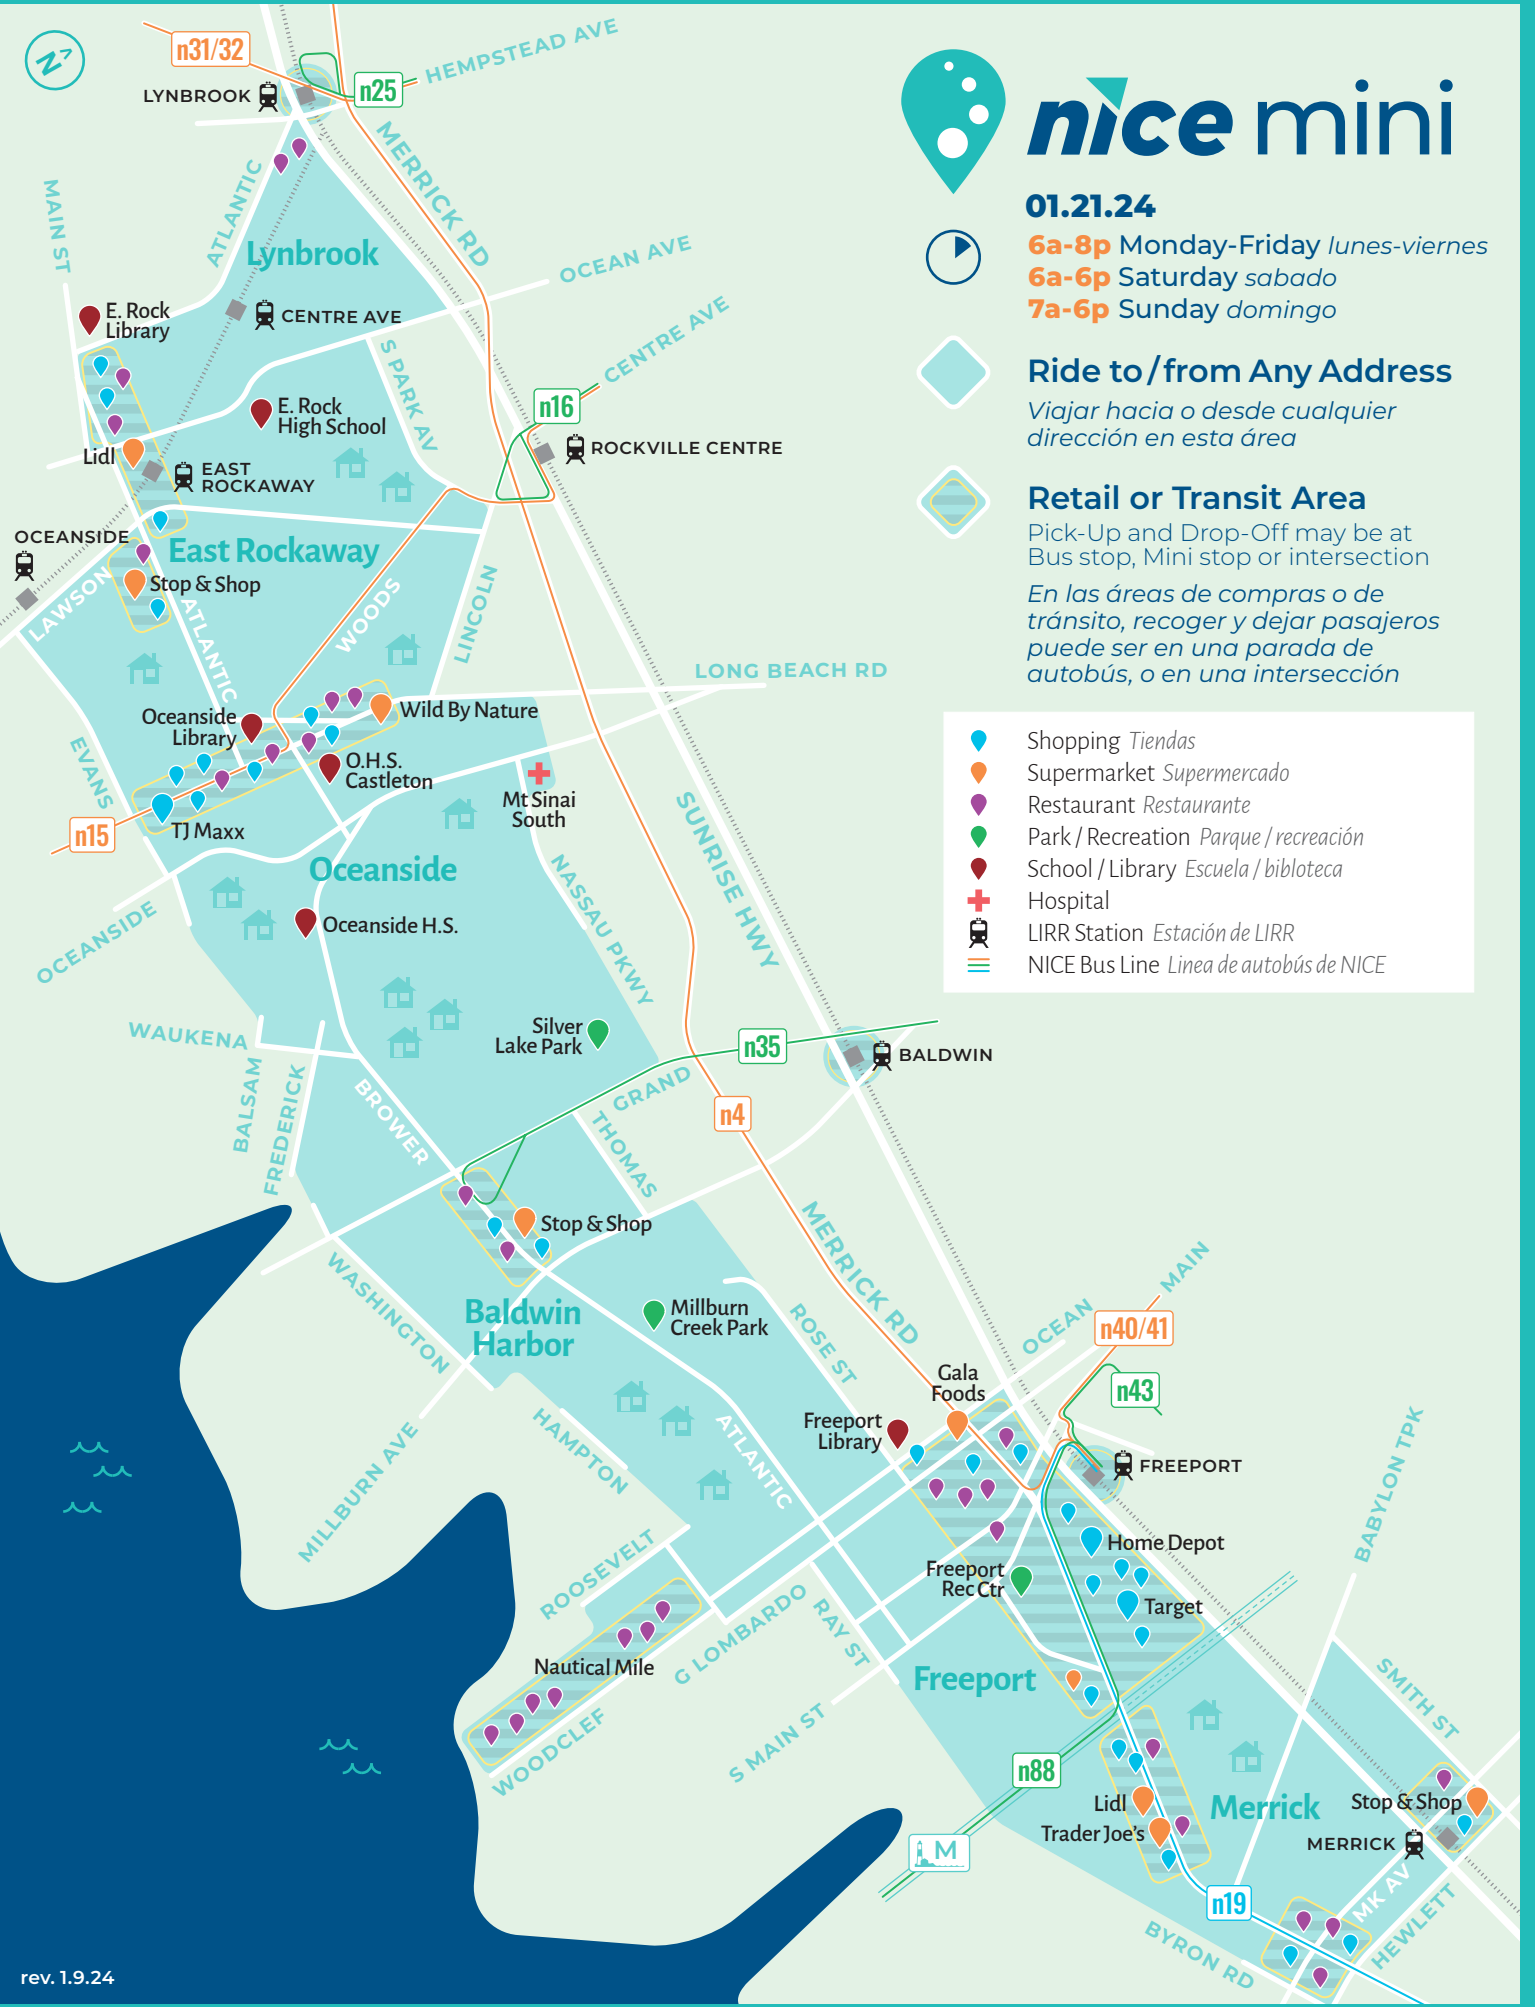 N
n31/32
LYNBROOK
n25
HEMPSTEAD AVE
MERRICK RD
ATLANTIC
MAIN ST
Lynbrook
OCEAN AVE
E. Rock
Library
CENTRE AVE
CENTRE AVE
S PARK AV
n16
E. Rock
High School
ROCKVILLE CENTRE
Lidl
EAST
ROCKAWAY
OCEANSIDE
East Rockaway
Stop & Shop
LAWSON
ATLANTIC
WOODS
LINCOLN
LONG BEACH RD
Oceanside
Library
Wild By Nature
O.H.S.
Castleton
EVANS
Mt Sinai
South
n15
TJ Maxx
SUNRISE HWY
Oceanside
NASSAU PKWY
OCEANSIDE
Oceanside H.S.
WAUKENA
Silver
Lake Park
n35
BALDWIN
BALSAM
FREDERICK
BROWER
GRAND
THOMAS
n4
Stop & Shop
MERRICK RD
WASHINGTON
Baldwin
Harbor
Millburn
Creek Park
ROSE ST
OCEAN
MAIN
n40/41
n43
Gala
Foods
Freeport
Library
HAMPTON
ATLANTIC
MILLBURN AVE
FREEPORT
BABYLON TPK
Home Depot
Freeport
Rec Ctr
Target
ROOSEVELT
G LOMBARDO
RAY ST
Nautical Mile
Freeport
WOODCLEF
S MAIN ST
SMITH ST
n88
Lidl
Trader Joe's
Merrick
Stop & Shop
MERRICK
M
n19
MK AV
HEWLETT
BYRON RD
rev. 1.9.24
nice mini
01.21.24
6a-8p Monday-Friday lunes-viernes
6a-6p Saturday sabado
7a-6p Sunday domingo
Ride to/from Any Address
Viajar hacia o desde cualquier
dirección en esta área
Retail or Transit Area
Pick-Up and Drop-Off may be at
Bus stop, Mini stop or intersection
En las áreas de compras o de
tránsito, recoger y dejar pasajeros
puede ser en una parada de
autobús, o en una intersección
Shopping Tiendas
Supermarket Supermercado
Restaurant Restaurante
Park / Recreation Parque / recreación
School / Library Escuela / bibloteca
Hospital
LIRR Station Estación de LIRR
NICE Bus Line Linea de autobús de NICE